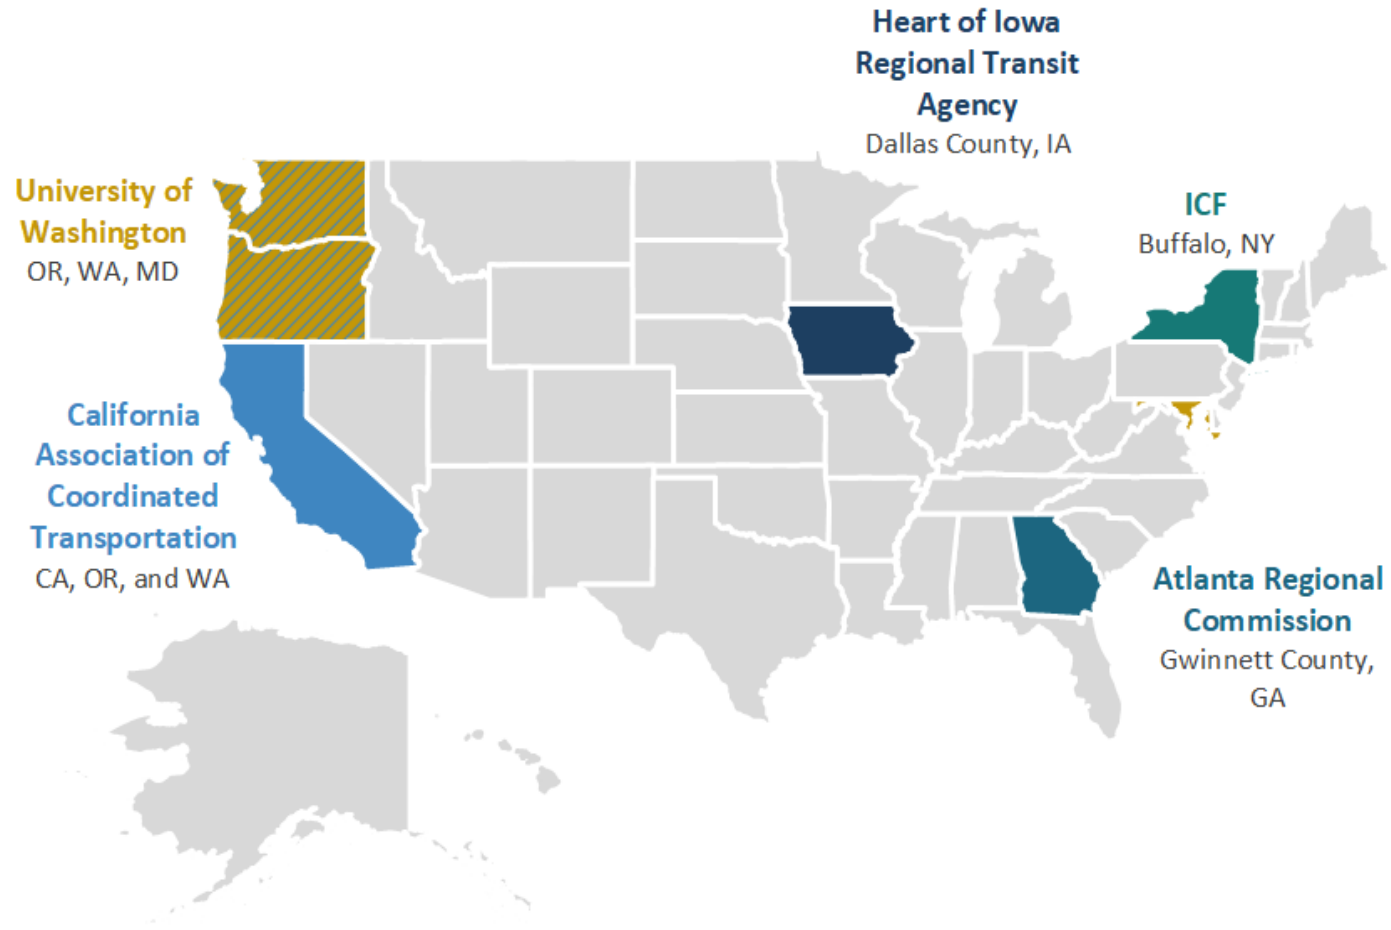 Heart of Iowa
Regional Transit
Agency
Dallas County, IA
University of
Washington
OR, WA, MD
ICF
Buffalo, NY
California
Association of
Coordinated
Transportation
CA, OR, and WA
Atlanta Regional
Commission
Gwinnett County,
GA